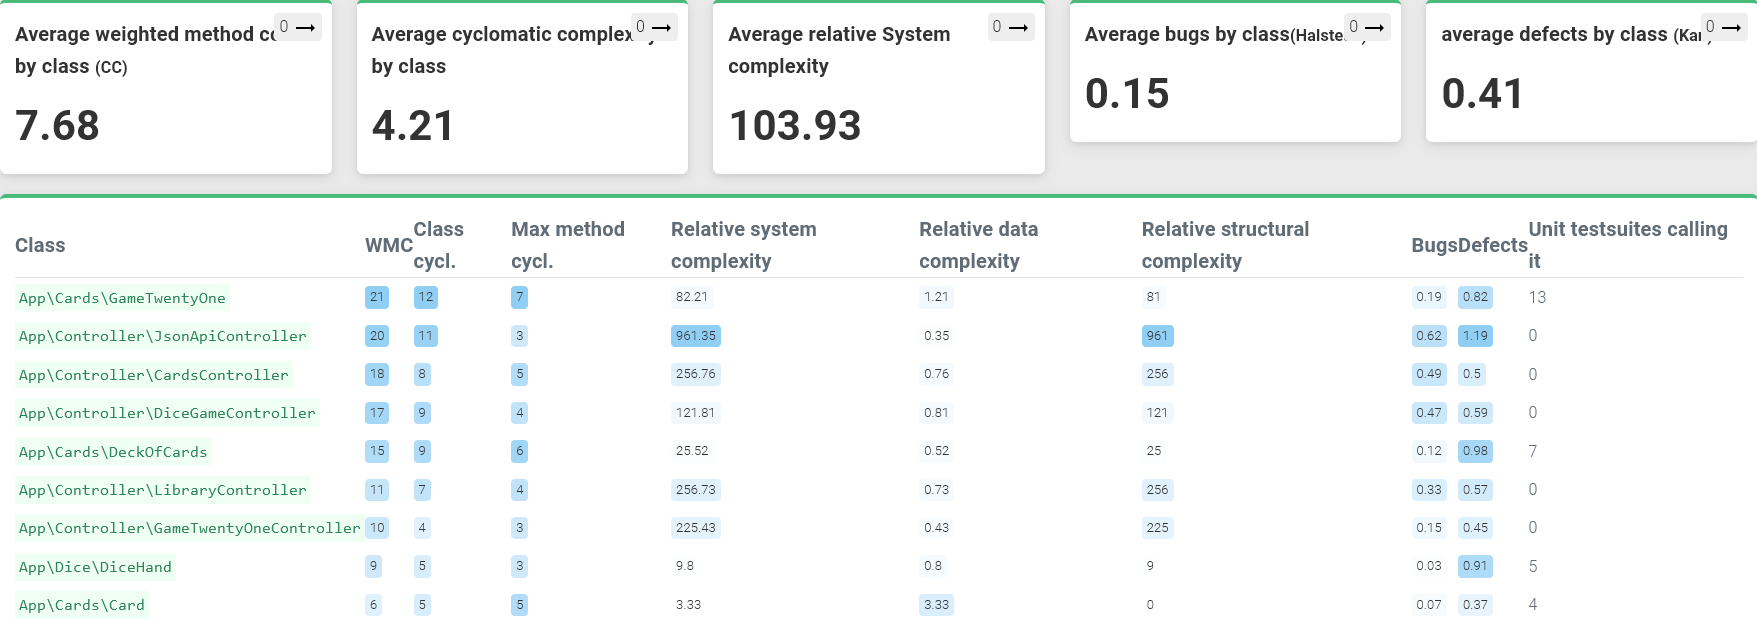 Average weighted method co 0 →
by class (CC)
7.68
Average cyclomatic complexity 0 →
by class
4.21
Average relative System 0 →
complexity
103.93
Average bugs by class(Halste 0 →
0.15
average defects by class (Kan) 0 →
0.41
Class WMC Class cycl. Max method cycl. Relative system complexity Relative data complexity Relative structural complexity Bugs Defects Unit testsuites calling it
App\Cards\GameTwentyOne 21 12 7 82.21 1.21 81 0.19 0.82 13
App\Controller\JsonApiController 20 11 3 961.35 0.35 961 0.62 1.19 0
App\Controller\CardsController 18 8 5 256.76 0.76 256 0.49 0.5 0
App\Controller\DiceGameController 17 9 4 121.81 0.81 121 0.47 0.59 0
App\Cards\DeckOfCards 15 9 6 25.52 0.52 25 0.12 0.98 7
App\Controller\LibraryController 11 7 4 256.73 0.73 256 0.33 0.57 0
App\Controller\GameTwentyOneController 10 4 3 225.43 0.43 225 0.15 0.45 0
App\Dice\DiceHand 9 5 3 9.8 0.8 9 0.03 0.91 5
App\Cards\Card 6 5 5 3.33 3.33 0 0.07 0.37 4